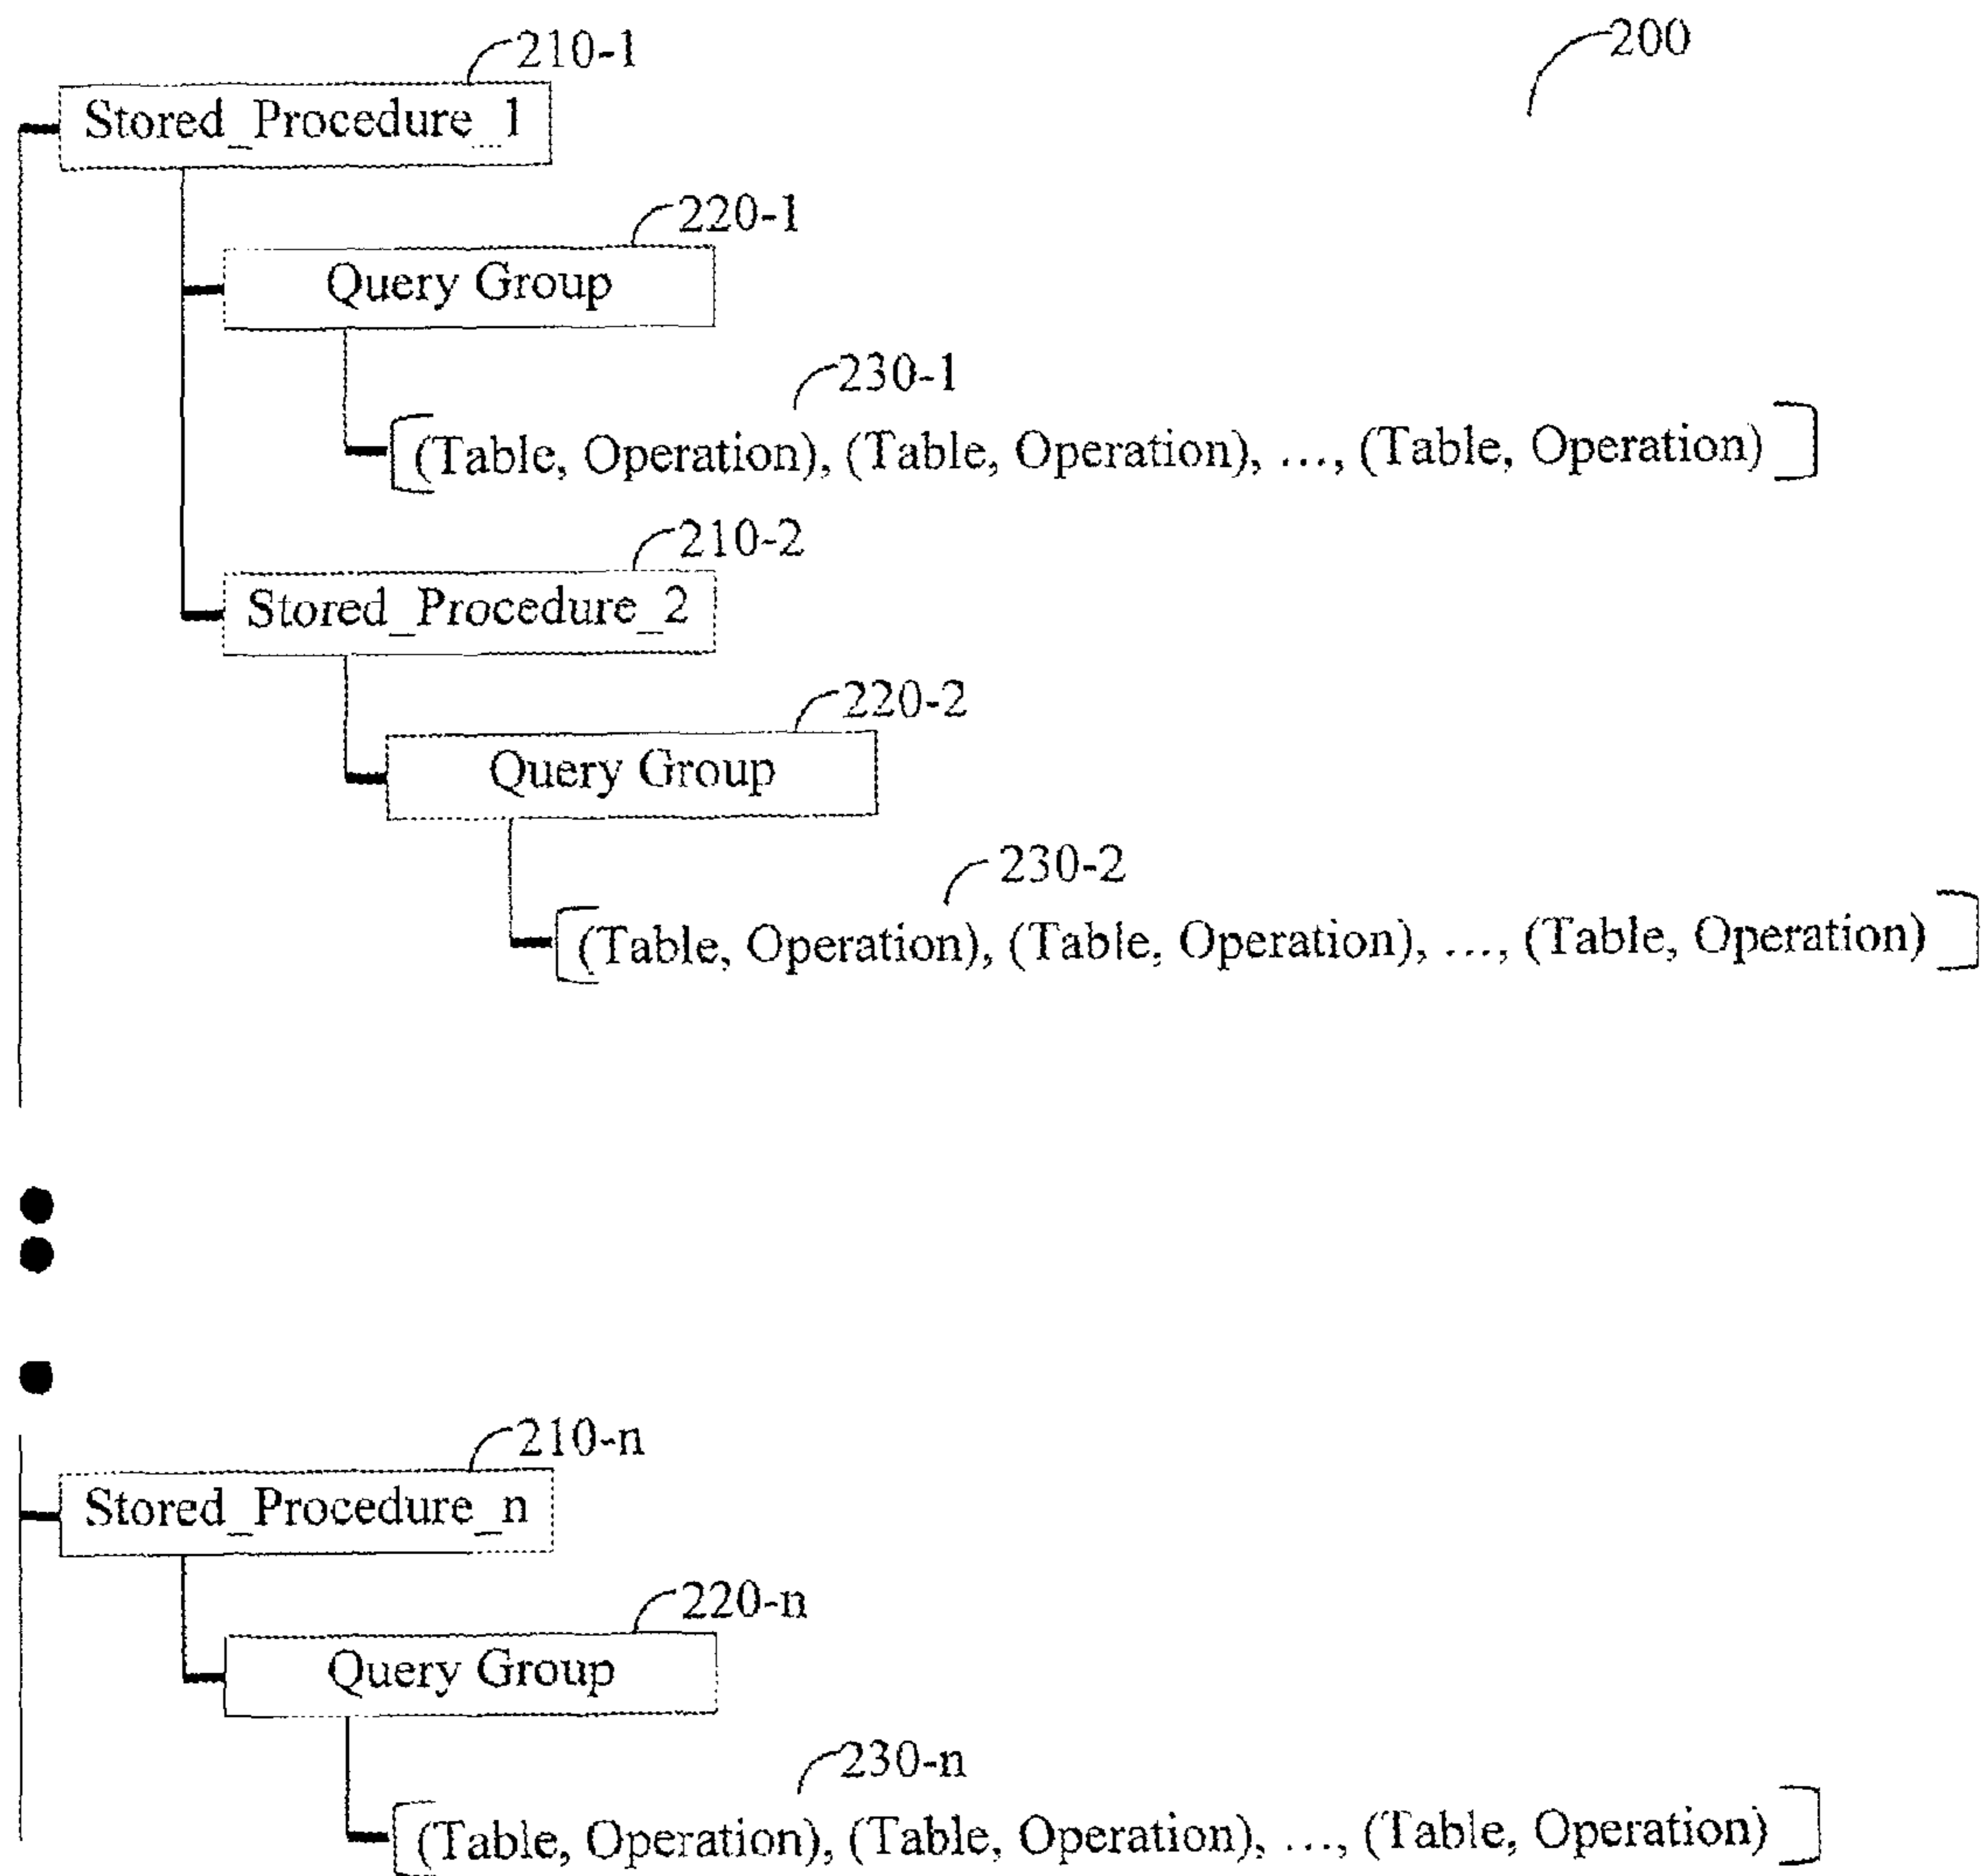 210-1
200
Stored_Procedure_1
220-1
Query Group
230-1
[(Table, Operation), (Table, Operation), ..., (Table, Operation)]
210-2
Stored_Procedure_2
220-2
Query Group
230-2
[(Table, Operation), (Table, Operation), ..., (Table, Operation)]
210-n
Stored_Procedure_n
220-n
Query Group
230-n
[(Table, Operation), (Table, Operation), ..., (Table, Operation)]